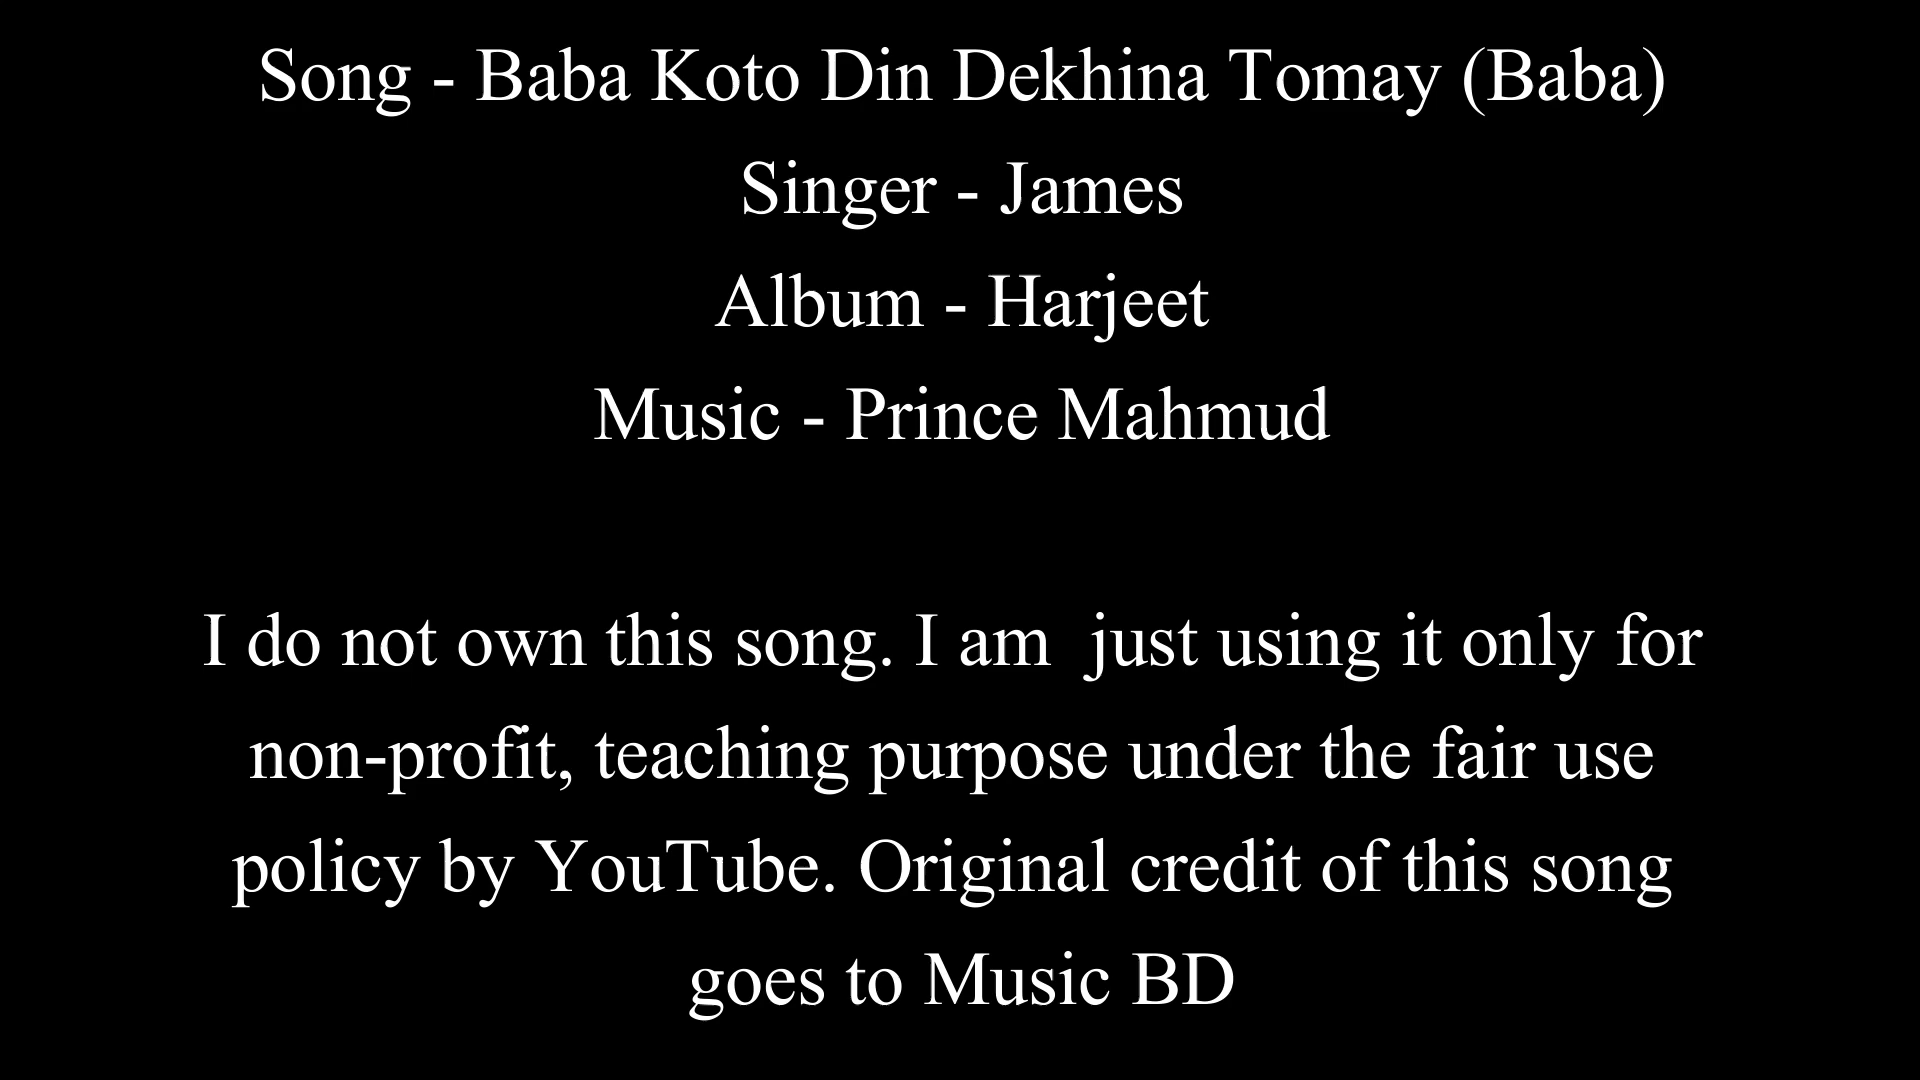 Song - Baba Koto Din Dekhina Tomay (Baba)
Singer - James
Album - Harjeet
Music - Prince Mahmud
I do not own this song. I am  just using it only for
non-profit, teaching purpose under the fair use
policy by YouTube. Original credit of this song
goes to Music BD